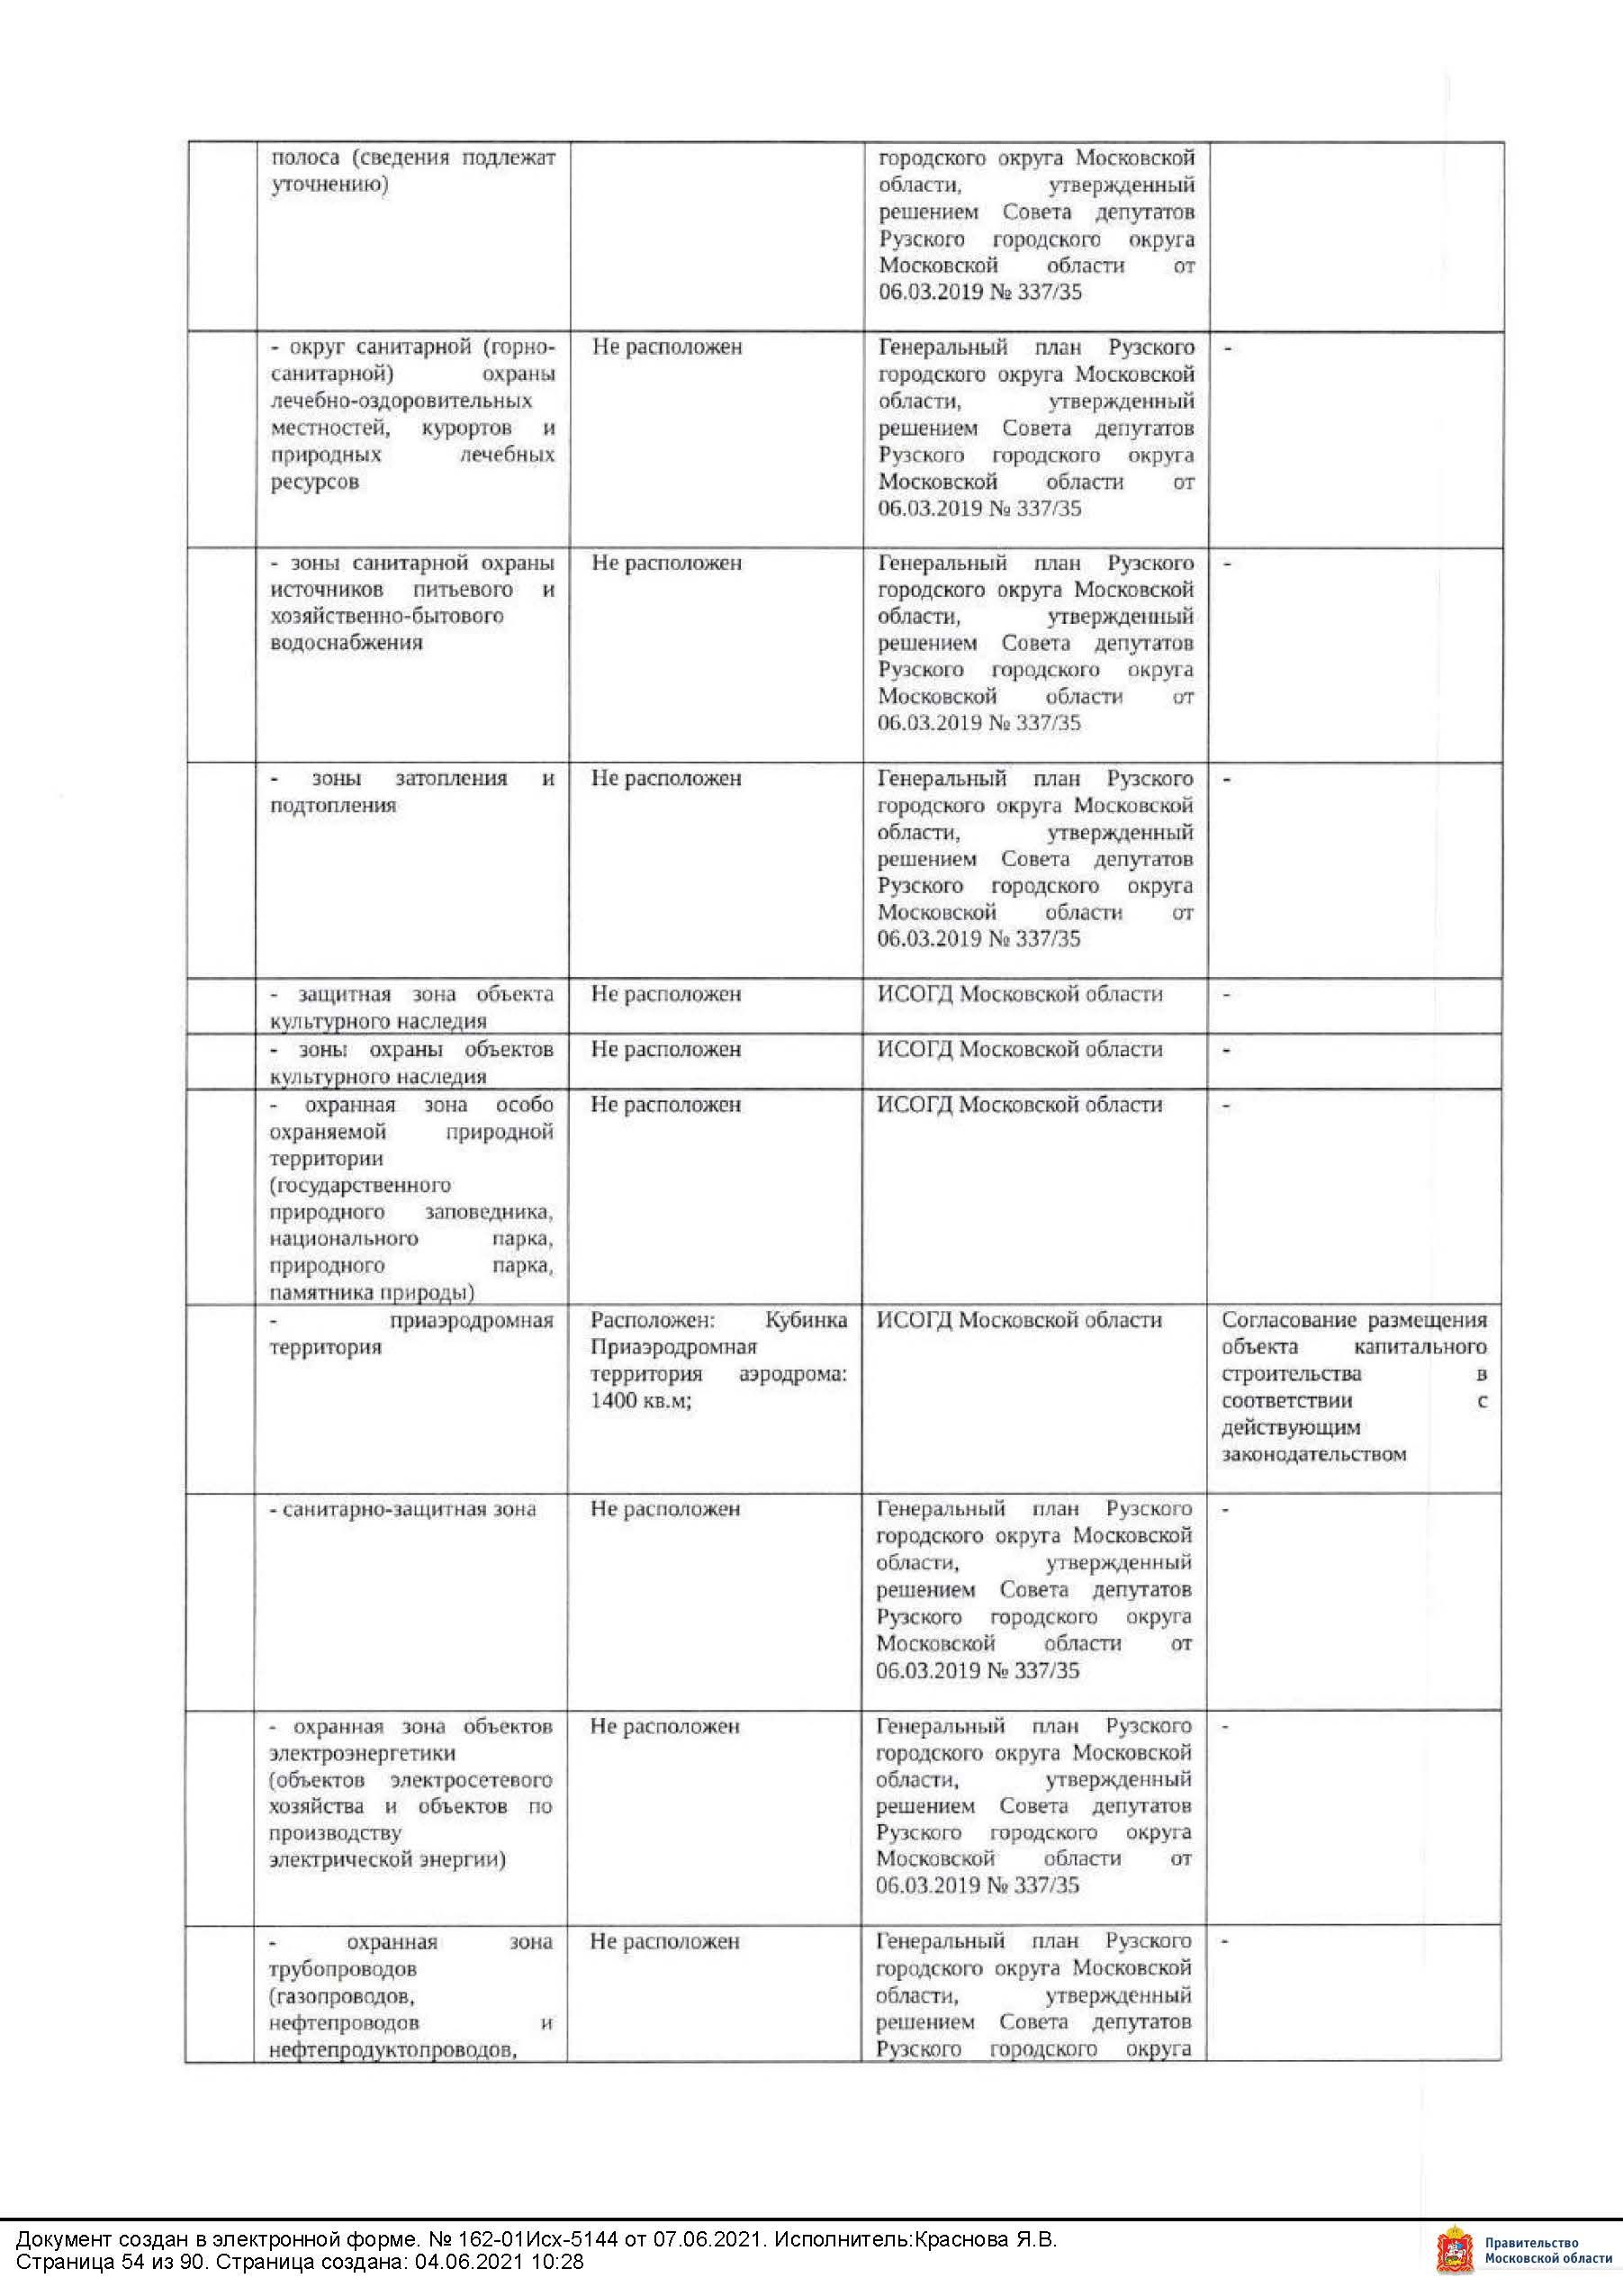 полоса (сведения подлежат
уточнению)
городского округа Московской
области, утвержденный
решением Совета депутатов
Рузского городского округа
Московской области от
06.03.2019 № 337/35
- округ санитарной (горно-
санитарной) охраны
лечебно-оздоровительных
местностей, курортов и
природных лечебных
ресурсов
Не расположен
Генеральный план Рузского
городского округа Московской
области, утвержденный
решением Совета депутатов
Рузского городского округа
Московской области от
06.03.2019 № 337/35
-
- зоны санитарной охраны
источников питьевого и
хозяйственно-бытового
водоснабжения
Не расположен
Генеральный план Рузского
городского округа Московской
области, утвержденный
решением Совета депутатов
Рузского городского округа
Московской области от
06.03.2019 № 337/35
-
- зоны затопления и
подтопления
Не расположен
Генеральный план Рузского
городского округа Московской
области, утвержденный
решением Совета депутатов
Рузского городского округа
Московской области от
06.03.2019 № 337/35
-
- защитная зона объекта
культурного наследия
Не расположен
ИСОГД Московской области
-
- зоны охраны объектов
культурного наследия
Не расположен
ИСОГД Московской области
-
- охранная зона особо
охраняемой природной
территории
(государственного
природного заповедника,
национального парка,
природного парка,
памятника природы)
Не расположен
ИСОГД Московской области
-
- приаэродромная
территория
Расположен: Кубинка
Приаэродромная
территория аэродрома:
1400 кв.м;
ИСОГД Московской области
Согласование размещения
объекта капитального
строительства в
соответствии с
действующим
законодательством
- санитарно-защитная зона
Не расположен
Генеральный план Рузского
городского округа Московской
области, утвержденный
решением Совета депутатов
Рузского городского округа
Московской области от
06.03.2019 № 337/35
-
- охранная зона объектов
электроэнергетики
(объектов электросетевого
хозяйства и объектов по
производству
электрической энергии)
Не расположен
Генеральный план Рузского
городского округа Московской
области, утвержденный
решением Совета депутатов
Рузского городского округа
Московской области от
06.03.2019 № 337/35
-
- охранная зона
трубопроводов
(газопроводов,
нефтепроводов и
нефтепродуктопроводов,
Не расположен
Генеральный план Рузского
городского округа Московской
области, утвержденный
решением Совета депутатов
Рузского городского округа
-
Документ создан в электронной форме. № 162-01Исх-5144 от 07.06.2021. Исполнитель:Краснова Я.В.
Страница 54 из 90. Страница создана: 04.06.2021 10:28
Правительство
Московской области